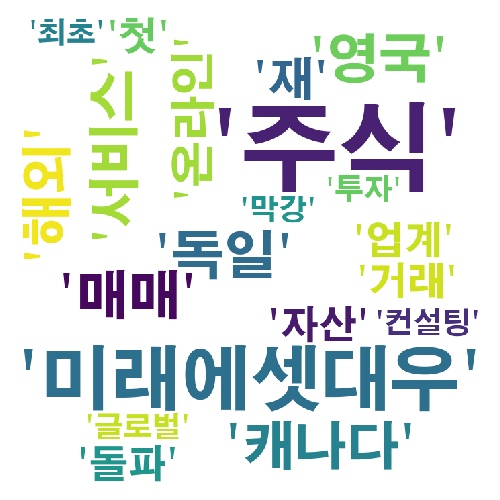 '최초'
'첫'
'해외'
'서비스'
'온라인'
'재'
'영국'
'주식'
'투자'
'막강'
'독일'
'업계'
'매매'
'거래'
'자산'
'컨설팅'
'미래에셋대우'
'글로벌'
'돌파'
'캐나다'